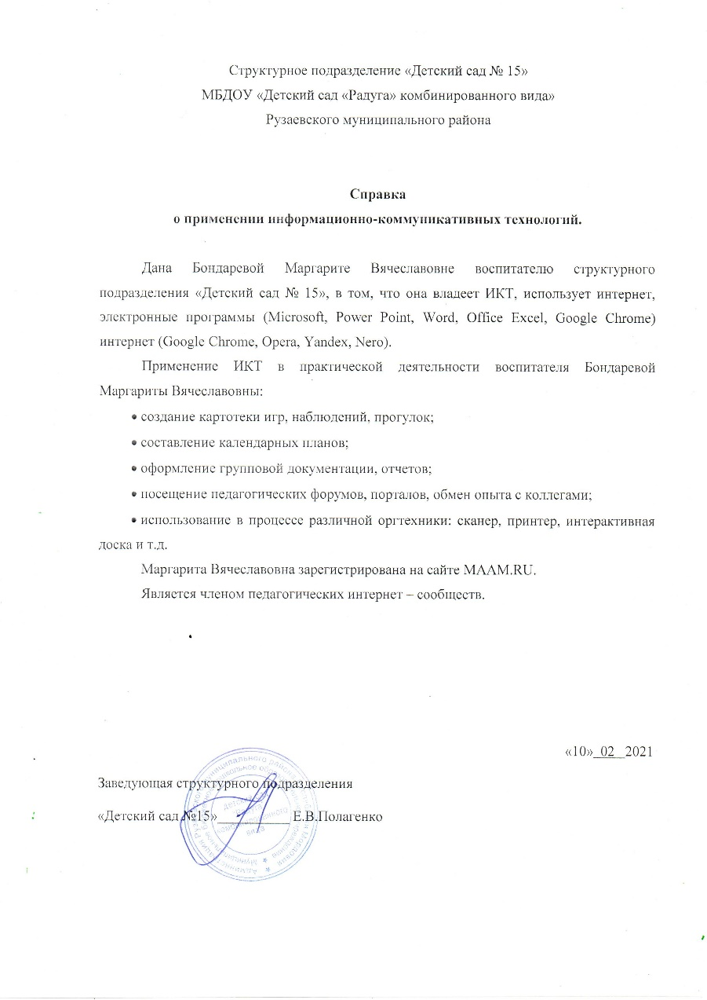 Структурное подразделение «Детский сад № 15»
МБДОУ «Детский сад «Радуга» комбинированного вида»
Рузаевского муниципального района
Справка
о применении информационно-коммуникативных технологий.
Дана Бондаревой Маргарите Вячеславовне воспитателю структурного
подразделения «Детский сад № 15», в том, что она владеет ИКТ, использует интернет,
электронные программы (Microsoft, Power Point, Word, Office Excel, Google Chrome)
интернет (Google Chrome, Opera, Yandex, Nero).
Применение ИКТ в практической деятельности воспитателя Бондаревой
Маргариты Вячеславовны:
• создание картотеки игр, наблюдений, прогулок;
• составление календарных планов;
• оформление групповой документации, отчетов;
• посещение педагогических форумов, порталов, обмен опыта с коллегами;
• использование в процессе различной оргтехники: сканер, принтер, интерактивная
доска и т.д.
Маргарита Вячеславовна зарегистрирована на сайте MAAM.RU.
Является членом педагогических интернет – сообществ.
«10»_02_ 2021
Заведующая структурного подразделения
«Детский сад №15»___________ Е.В.Полагенко